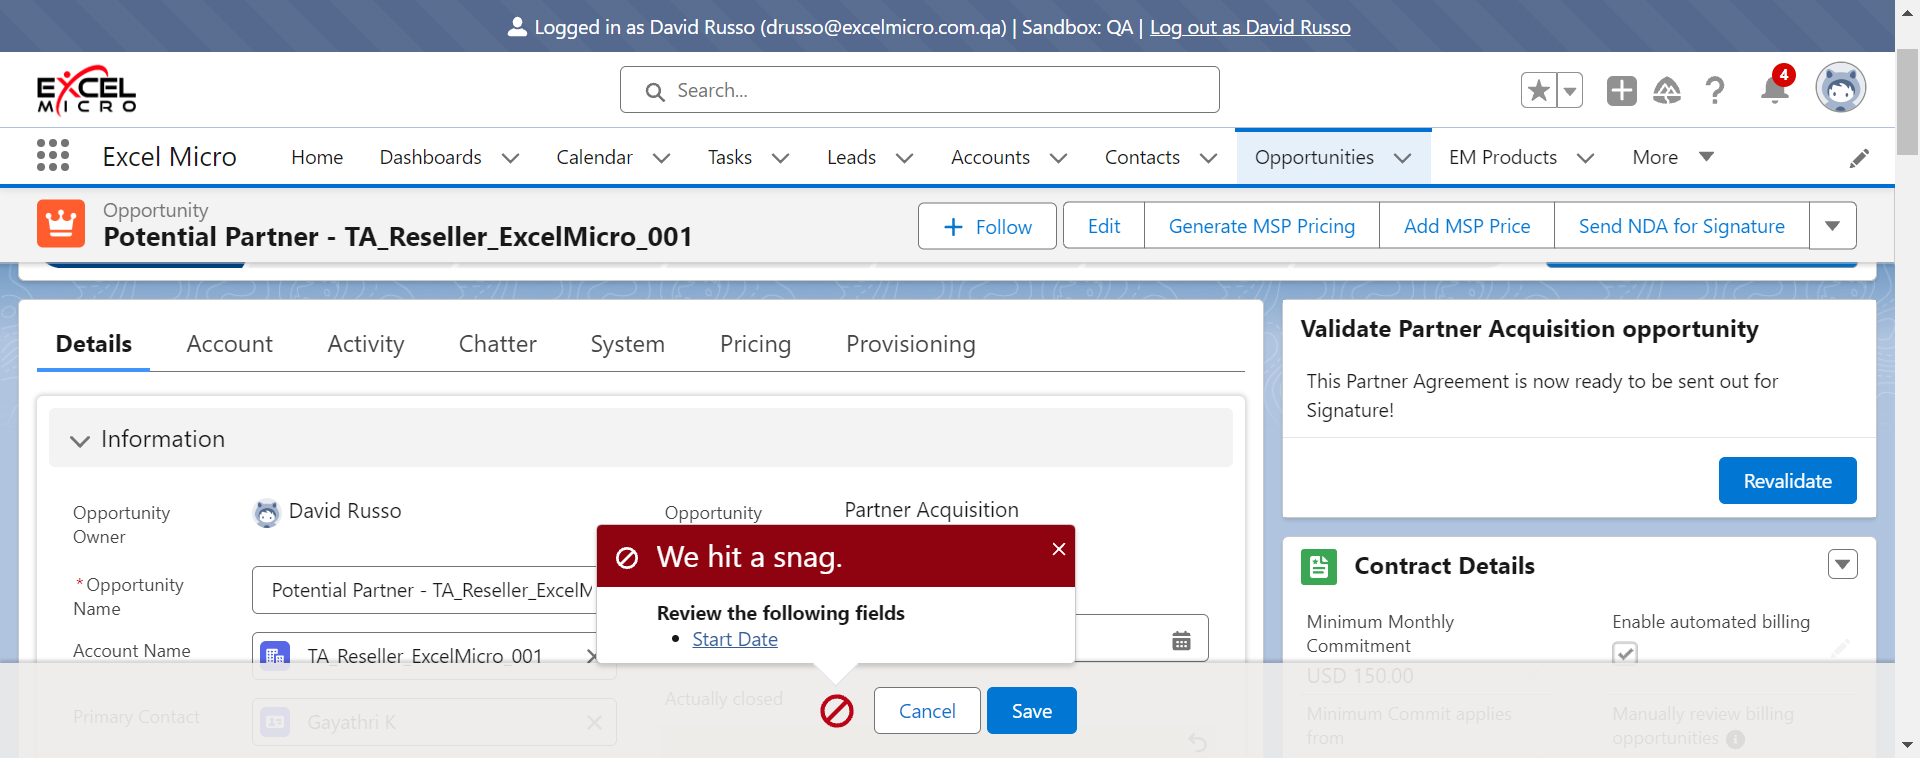 Logged in as David Russo (drusso@excelmicro.com.qa) | Sandbox: QA | Log out as David Russo
EXCEL
MICRO
Search...
4
Excel Micro
Home
Dashboards
Calendar
Tasks
Leads
Accounts
Contacts
Opportunities
EM Products
More
Opportunity
Potential Partner - TA_Reseller_ExcelMicro_001
Follow
Edit
Generate MSP Pricing
Add MSP Price
Send NDA for Signature
Details
Account
Activity
Chatter
System
Pricing
Provisioning
Information
Opportunity
Owner
David Russo
Opportunity
Partner Acquisition
*Opportunity
Name
Potential Partner - TA_Reseller_ExcelM
Account Name
TA_Reseller_ExcelMicro_001
Primary Contact
Gayathri K
We hit a snag.
Review the following fields
• Start Date
Actually closed
Cancel
Save
Validate Partner Acquisition opportunity
This Partner Agreement is now ready to be sent out for
Signature!
Revalidate
Contract Details
Minimum Monthly
Commitment
USD 150.00
Enable automated billing
Minimum Commit applies
from
Manually review billing
opportunities